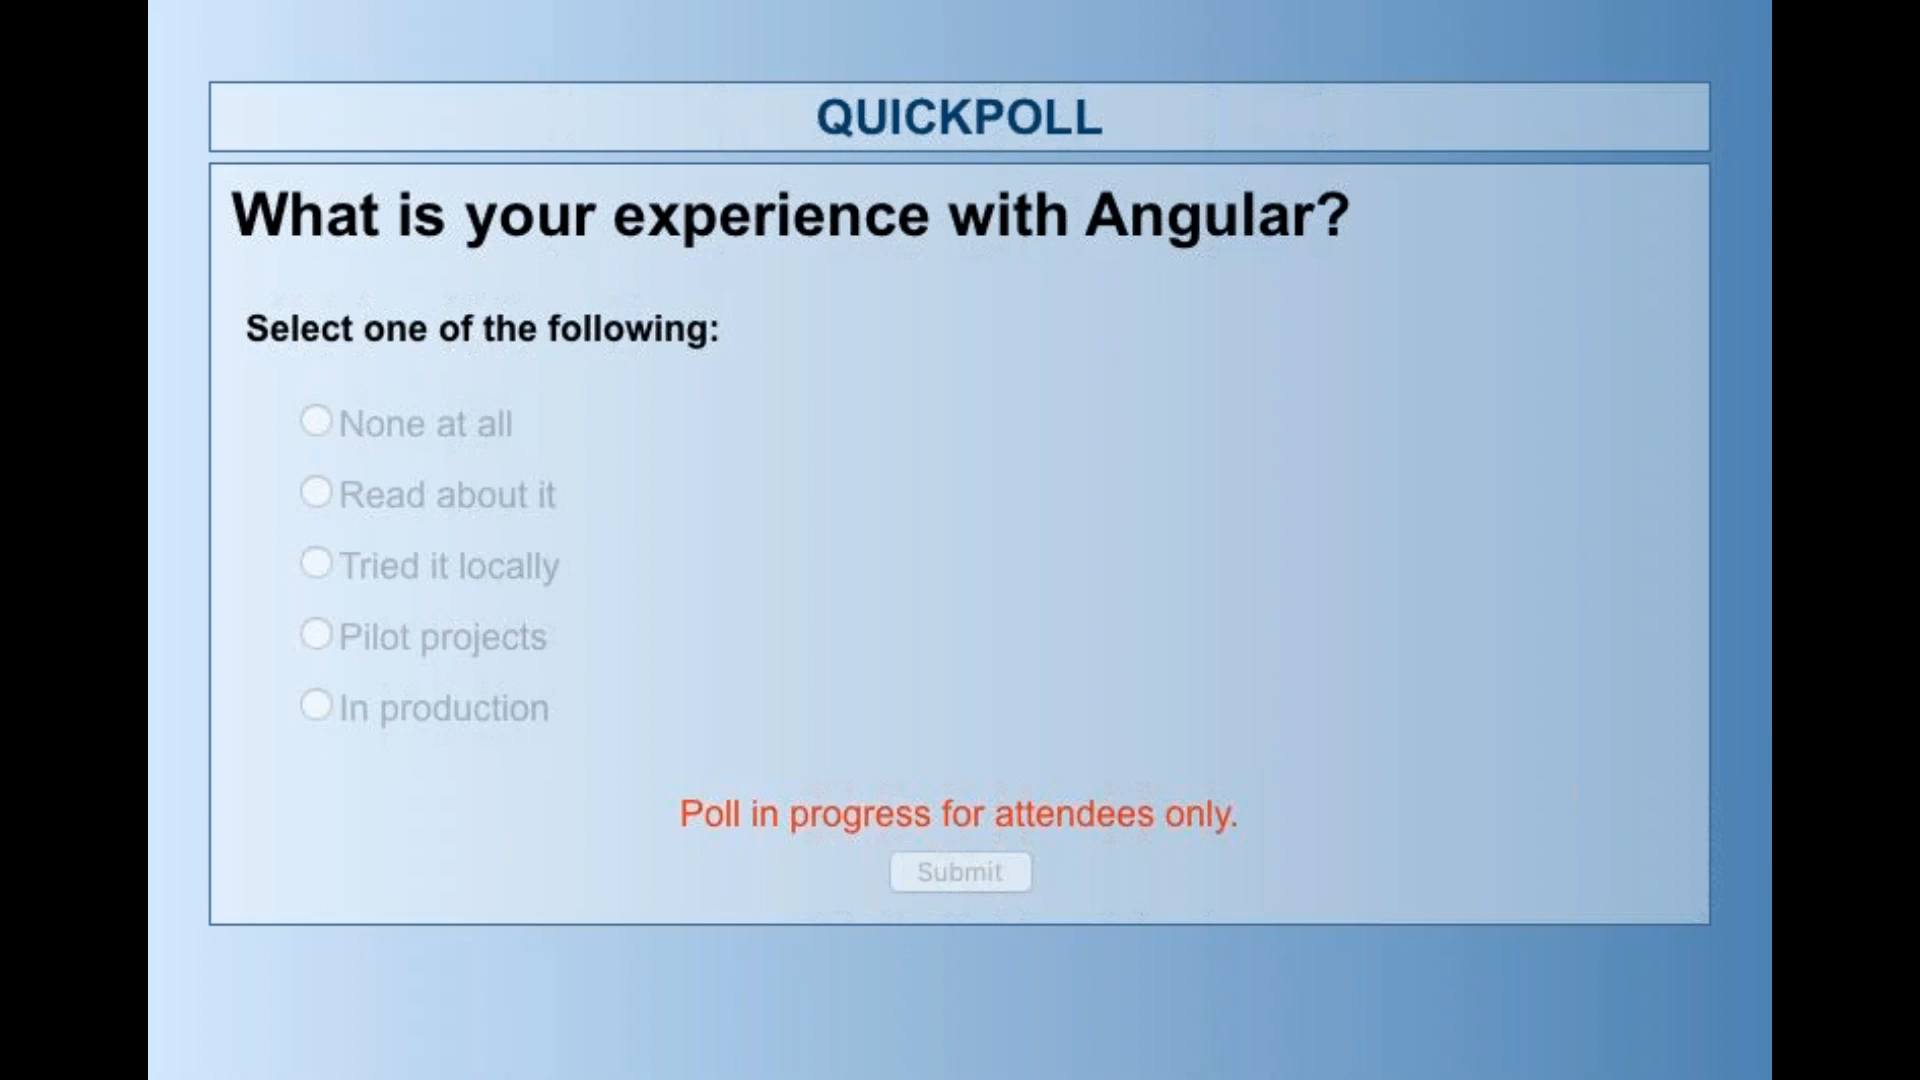 QUICKPOLL
What is your experience with Angular?
Select one of the following:
None at all
Read about it
Tried it locally
Pilot projects
In production
Poll in progress for attendees only.
Submit